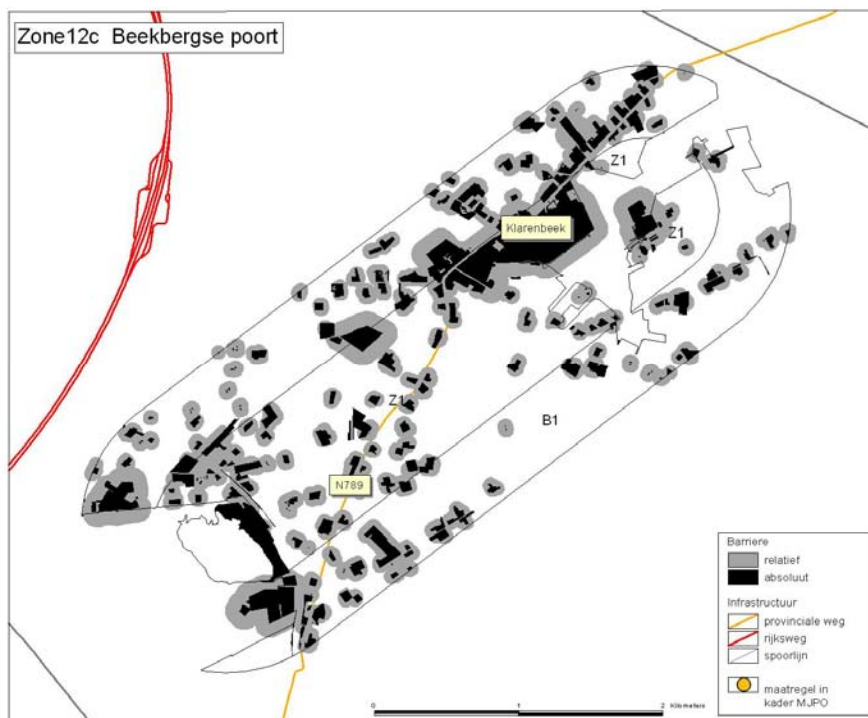 Zone12c Beekbergse poort
Z1
Klarenbeek
Z1
Z1
B1
N789
Barriere
relatief
absoluut
Infrastructuur
provinciale weg
rijksweg
spoorlijn
maatregel in
kader MJPO
0 1 2
Kilometers